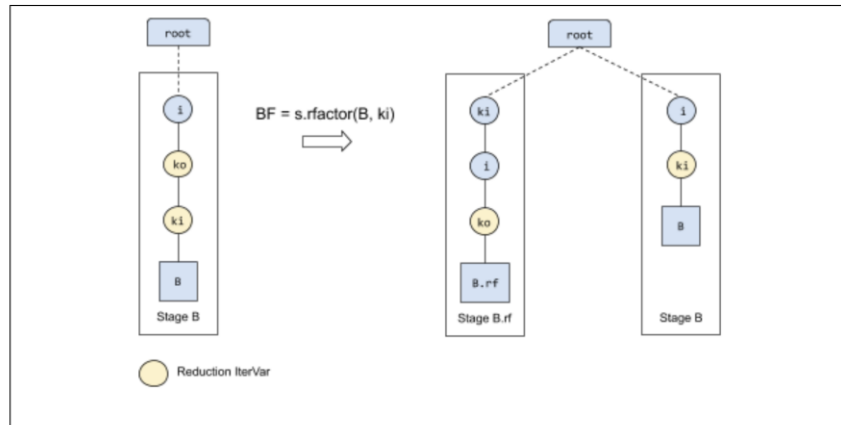 root
i
ko
ki
B
Stage B
BF = s.rfactor(B, ki)
root
ki
i
ko
B.rf
Stage B.rf
i
ki
B
Stage B
Reduction IterVar